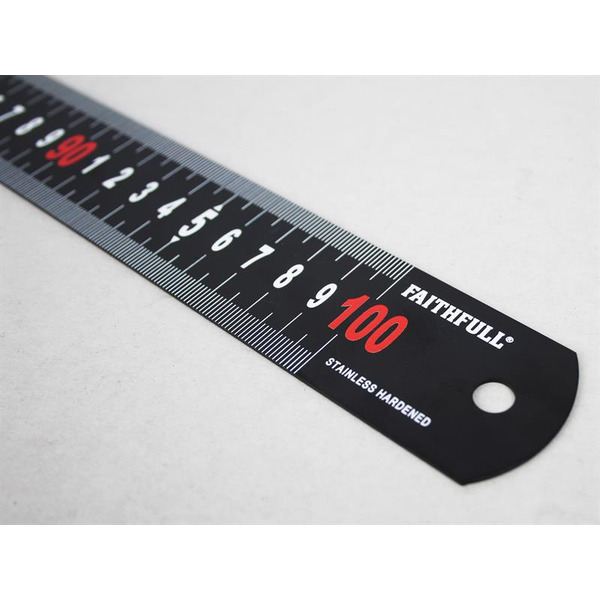 7 8 9 90 1 2 3 4 5 6 7 8 9 100
FAITHFULL®
STAINLESS HARDENED